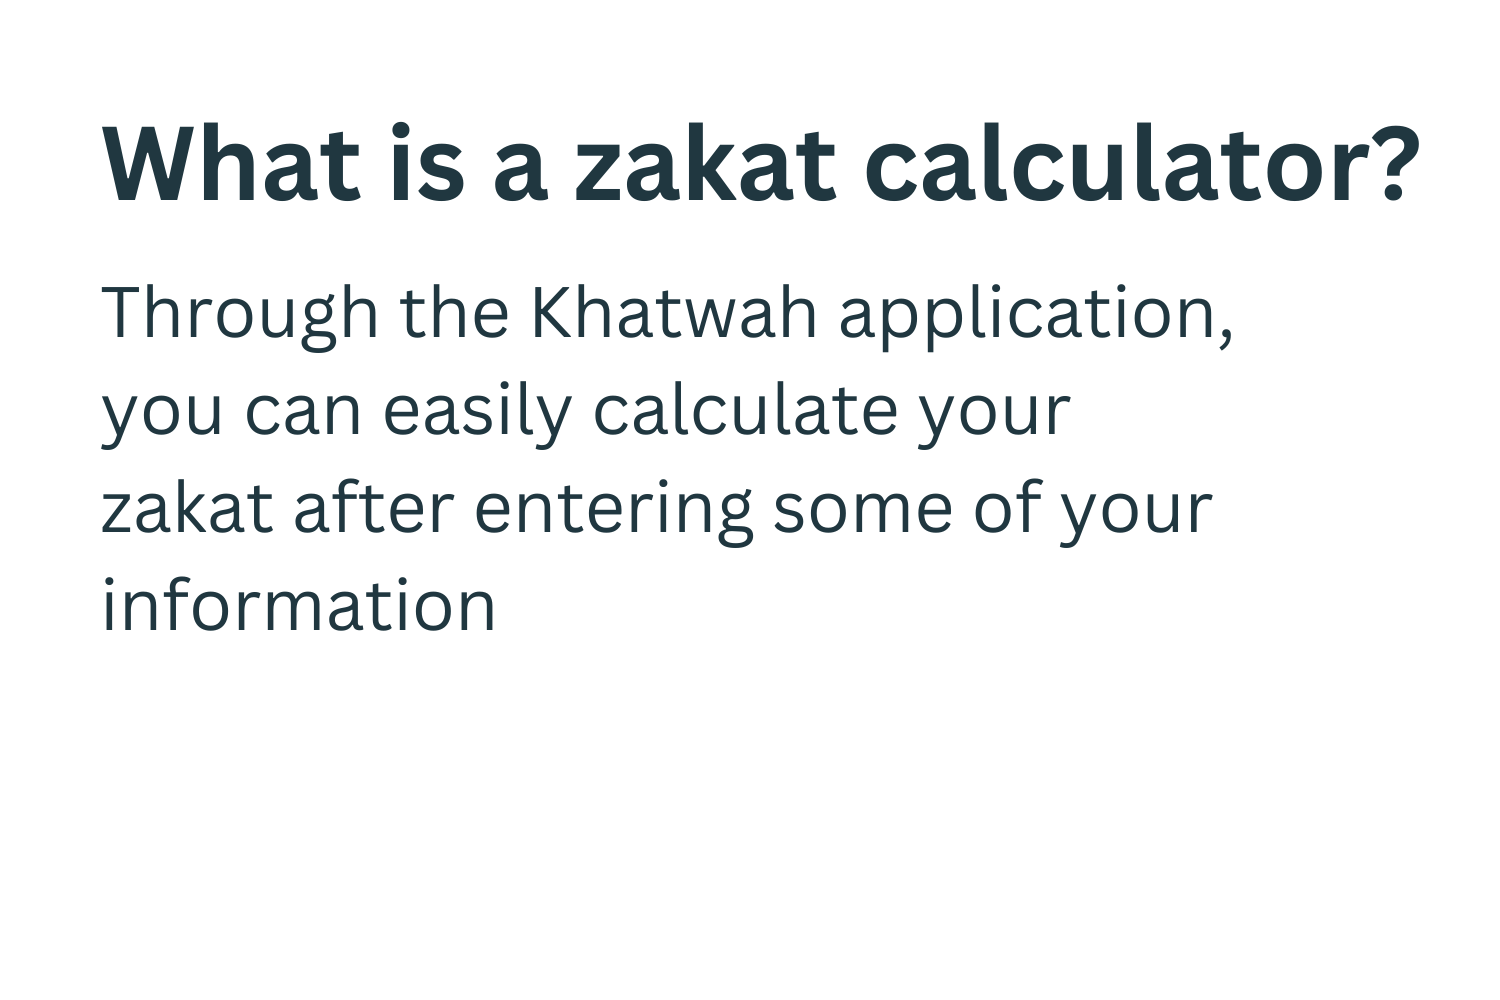 What is a zakat calculator?
Through the Khatwah application,
you can easily calculate your
zakat after entering some of your
information